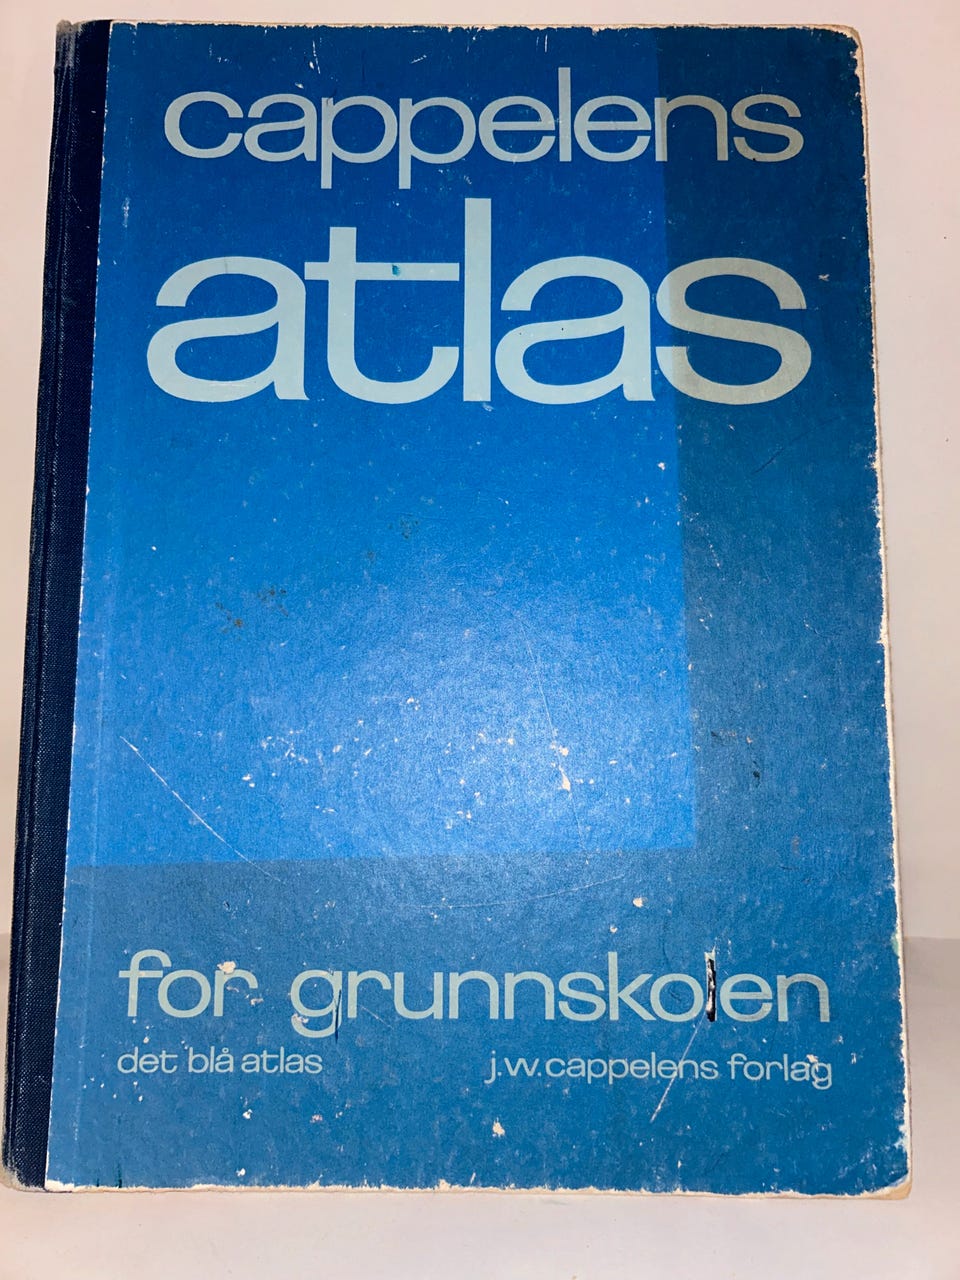 cappelens
atlas
for grunnskolen
det blå atlas
j.w. cappelens forlag